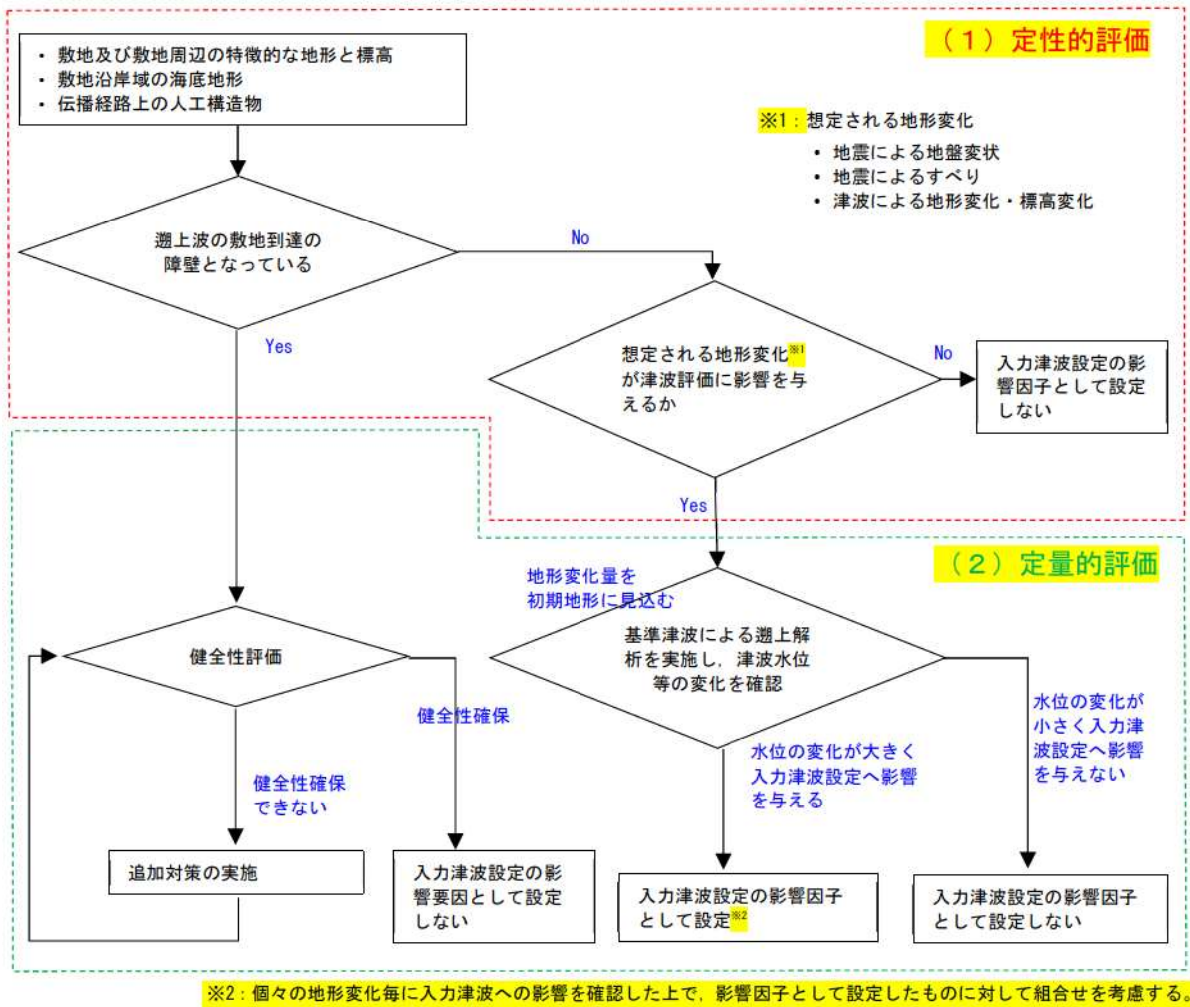 （１）定性的評価
・ 敷地及び敷地周辺の特徴的な地形と標高
・ 敷地沿岸域の海底地形
・ 伝播経路上の人工構造物
※1：想定される地形変化
・ 地震による地盤変状
・ 地震によるすべり
・ 津波による地形変化・標高変化
遡上波の敷地到達の
障壁となっている
No
Yes
想定される地形変化※1
が津波評価に影響を与
えるか
No
入力津波設定の影
響因子として設定
しない
Yes
（２）定量的評価
地形変化量を
初期地形に見込む
健全性評価
基準津波による遡上解
析を実施し，津波水位
等の変化を確認
健全性確保
健全性確保
できない
水位の変化が大きく
入力津波設定へ影響
を与える
水位の変化が
小さく入力津
波設定へ影響
を与えない
追加対策の実施
入力津波設定の影
響要因として設定
しない
入力津波設定の影響因子
として設定※2
入力津波設定の影響因子
として設定しない
※2：個々の地形変化毎に入力津波への影響を確認した上で，影響因子として設定したものに対して組合せを考慮する。